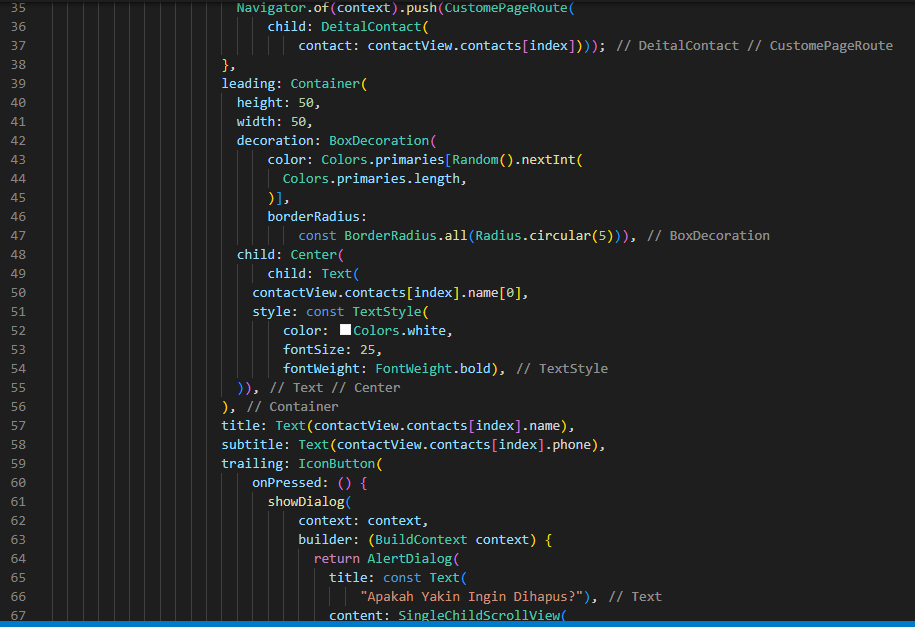 35 Navigator.of(context).push(CustomePageRoute(
36 child: DeitalContact(
37 contact: contactView.contacts[index]))); // DeitalContact // CustomePageRoute
38 },
39 leading: Container(
40 height: 50,
41 width: 50,
42 decoration: BoxDecoration(
43 color: Colors.primaries[Random().nextInt(
44 Colors.primaries.length,
45 )],
46 borderRadius:
47 const BorderRadius.all(Radius.circular(5))), // BoxDecoration
48 child: Center(
49 child: Text(
50 contactView.contacts[index].name[0],
51 style: const TextStyle(
52 color: Colors.white,
53 fontSize: 25,
54 fontWeight: FontWeight.bold), // TextStyle
55 )), // Text // Center
56 ), // Container
57 title: Text(contactView.contacts[index].name),
58 subtitle: Text(contactView.contacts[index].phone),
59 trailing: IconButton(
60 onPressed: () {
61 showDialog(
62 context: context,
63 builder: (BuildContext context) {
64 return AlertDialog(
65 title: const Text(
66 "Apakah Yakin Ingin Dihapus?"), // Text
67 content: SingleChildScrollView(